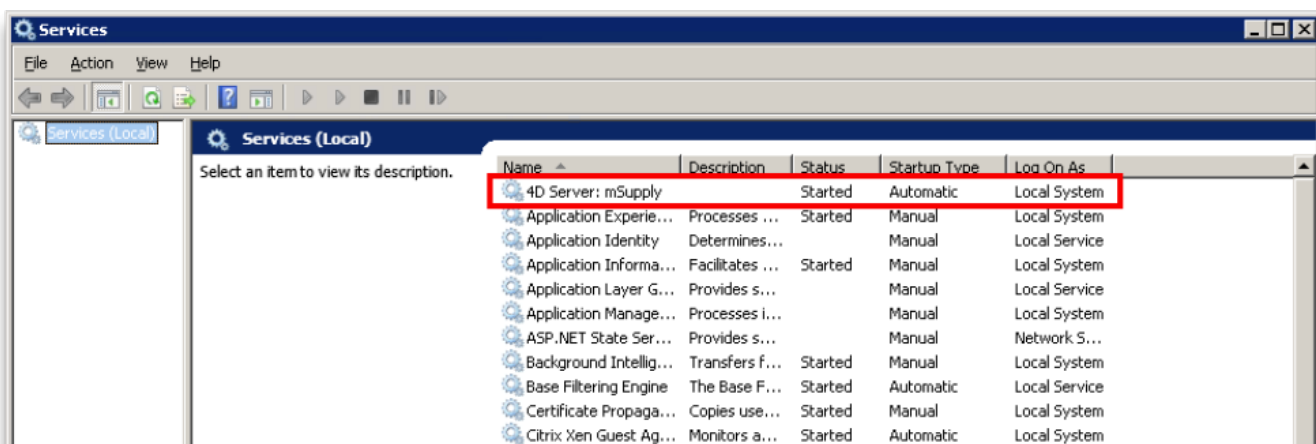 Services
File Action View Help
Services (Local)
Services (Local)
Select an item to view its description.
Name Description Status Startup Type Log On As
4D Server: mSupply Started Automatic Local System
Application Experie... Processes ... Started Manual Local System
Application Identity Determines... Manual Local Service
Application Informa... Facilitates ... Started Manual Local System
Application Layer G... Provides s... Manual Local Service
Application Manage... Processes i... Manual Local System
ASP.NET State Ser... Provides s... Manual Network S...
Background Intellig... Transfers f... Started Manual Local System
Base Filtering Engine The Base F... Started Automatic Local Service
Certificate Propaga... Copies use... Started Manual Local System
Citrix Xen Guest Ag... Monitors a... Started Automatic Local System